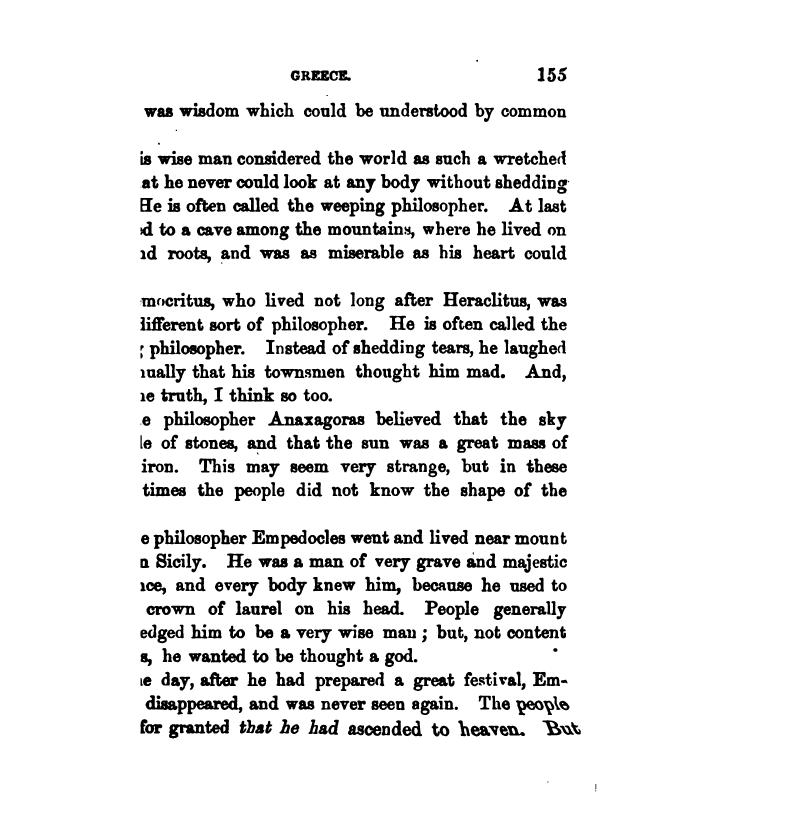 GREECE. 155
was wisdom which could be understood by common
is wise man considered the world as such a wretched
at he never could look at any body without shedding
He is often called the weeping philosopher. At last
d to a cave among the mountains, where he lived on
nd roots, and was as miserable as his heart could
mocritus, who lived not long after Heraclitus, was
different sort of philosopher. He is often called the
philosopher. Instead of shedding tears, he laughed
nually that his townsmen thought him mad. And,
he truth, I think so too.
e philosopher Anaxagoras believed that the sky
de of stones, and that the sun was a great mass of
iron. This may seem very strange, but in these
times the people did not know the shape of the
e philosopher Empedocles went and lived near mount
n Sicily. He was a man of very grave and majestic
nce, and every body knew him, because he used to
crown of laurel on his head. People generally
edged him to be a very wise man; but, not content
s, he wanted to be thought a god.
e day, after he had prepared a great festival, Em-
disappeared, and was never seen again. The people
for granted that he had ascended to heaven. But